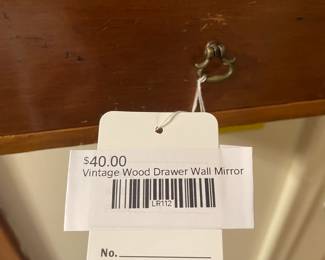 $40.00
Vintage Wood Drawer Wall Mirror
LR112
No.